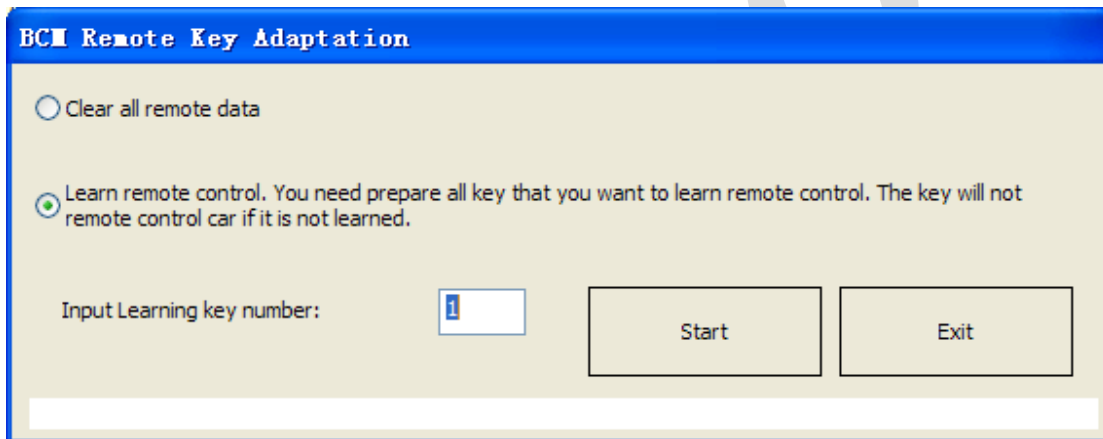 BCM Remote Key Adaptation
Clear all remote data
Learn remote control. You need prepare all key that you want to learn remote control. The key will not
remote control car if it is not learned.
Input Learning key number:
1
Start
Exit